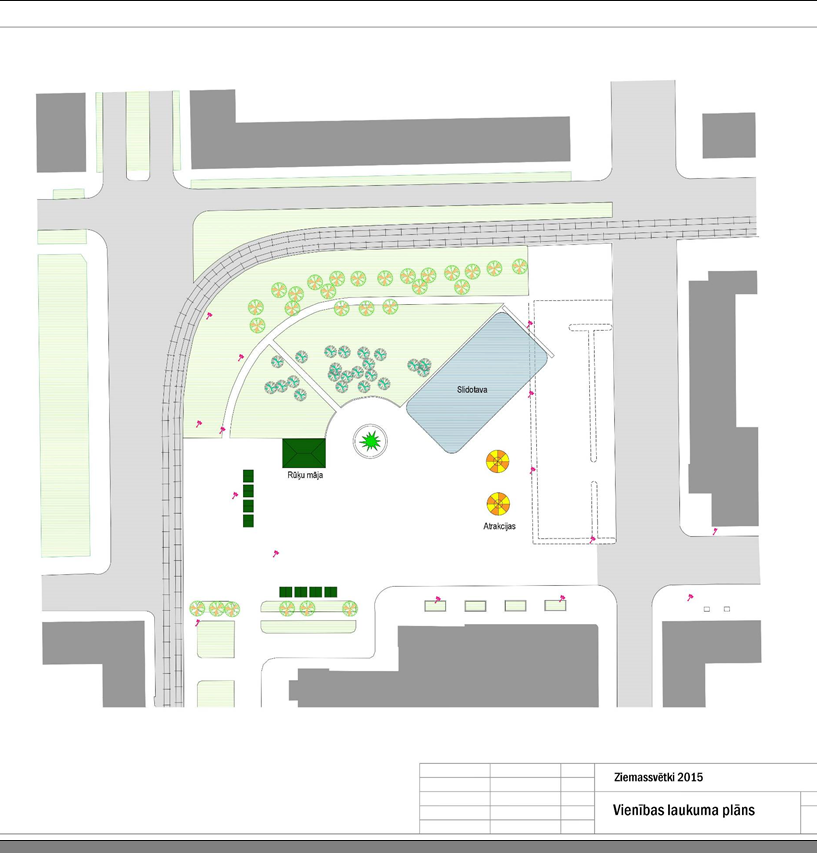 Slidotava
Rūķu māja
Atrakcijas
Ziemassvētki 2015
Vienības laukuma plāns